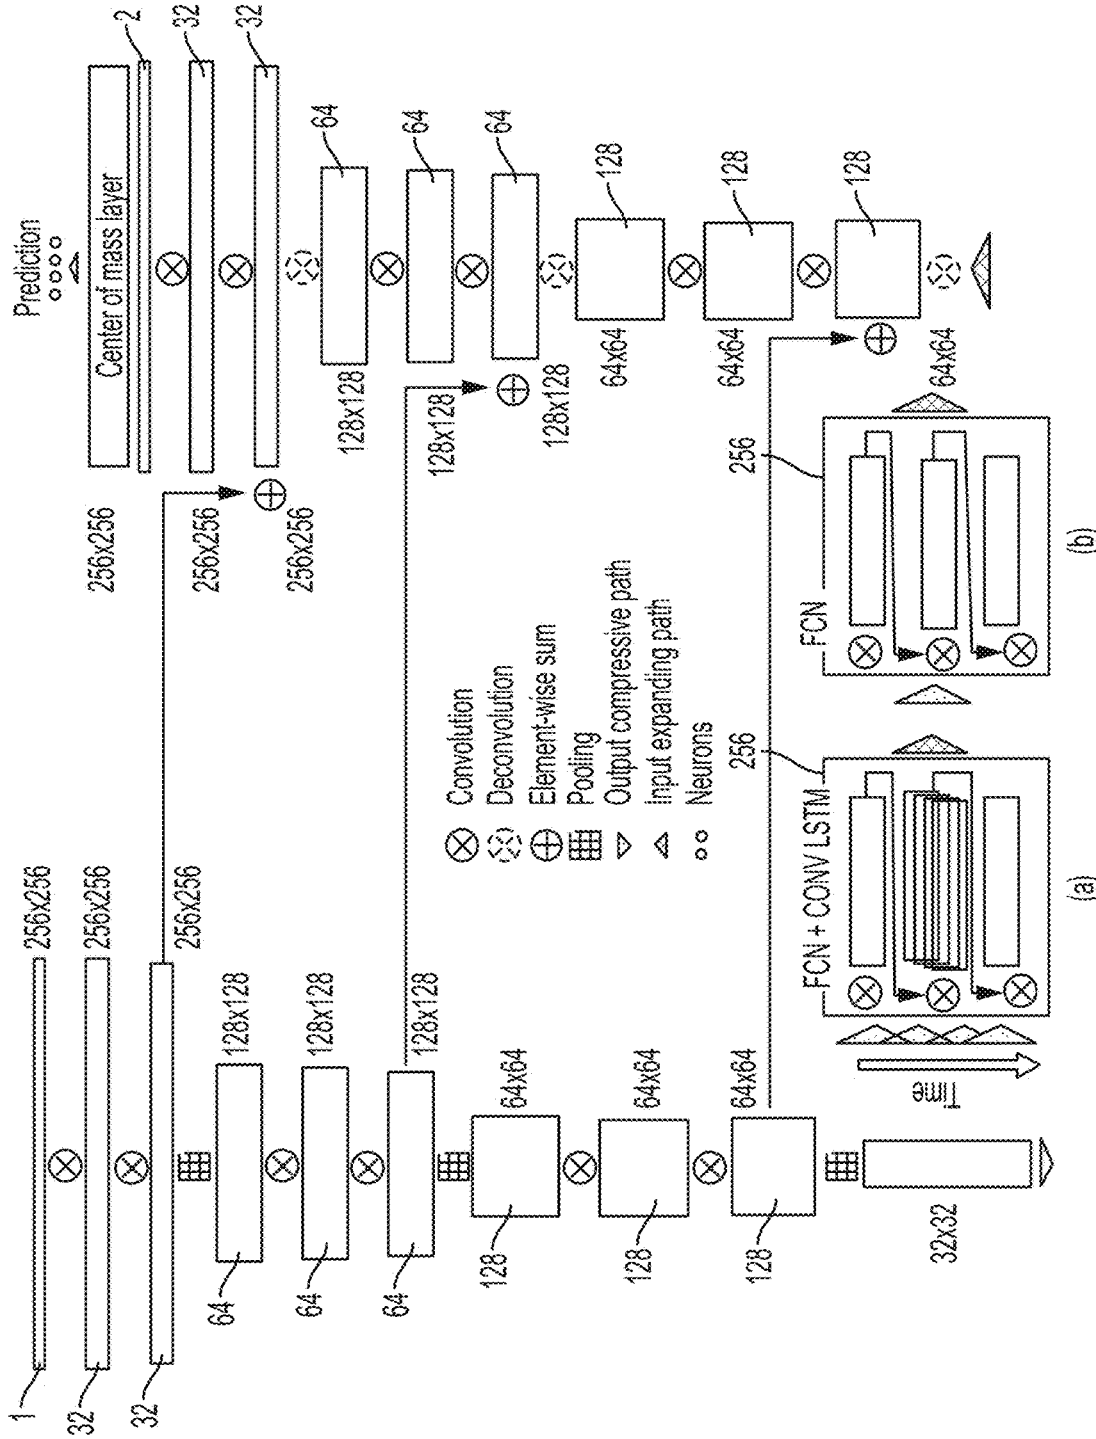 1
256x256
32
256x256
32
256x256
64
128x128
64
128x128
64
128x128
128
64x64
128
64x64
128
64x64
32x32
Time
FCN + CONV LSTM
256
(a)
FCN
256
(b)
Convolution
Deconvolution
Element-wise sum
Pooling
Output compressive path
Input expanding path
Neurons
Prediction
Center of mass layer
256x256
2
32
256x256
32
256x256
64
128x128
64
128x128
64
128x128
128
64x64
128
64x64
128
64x64